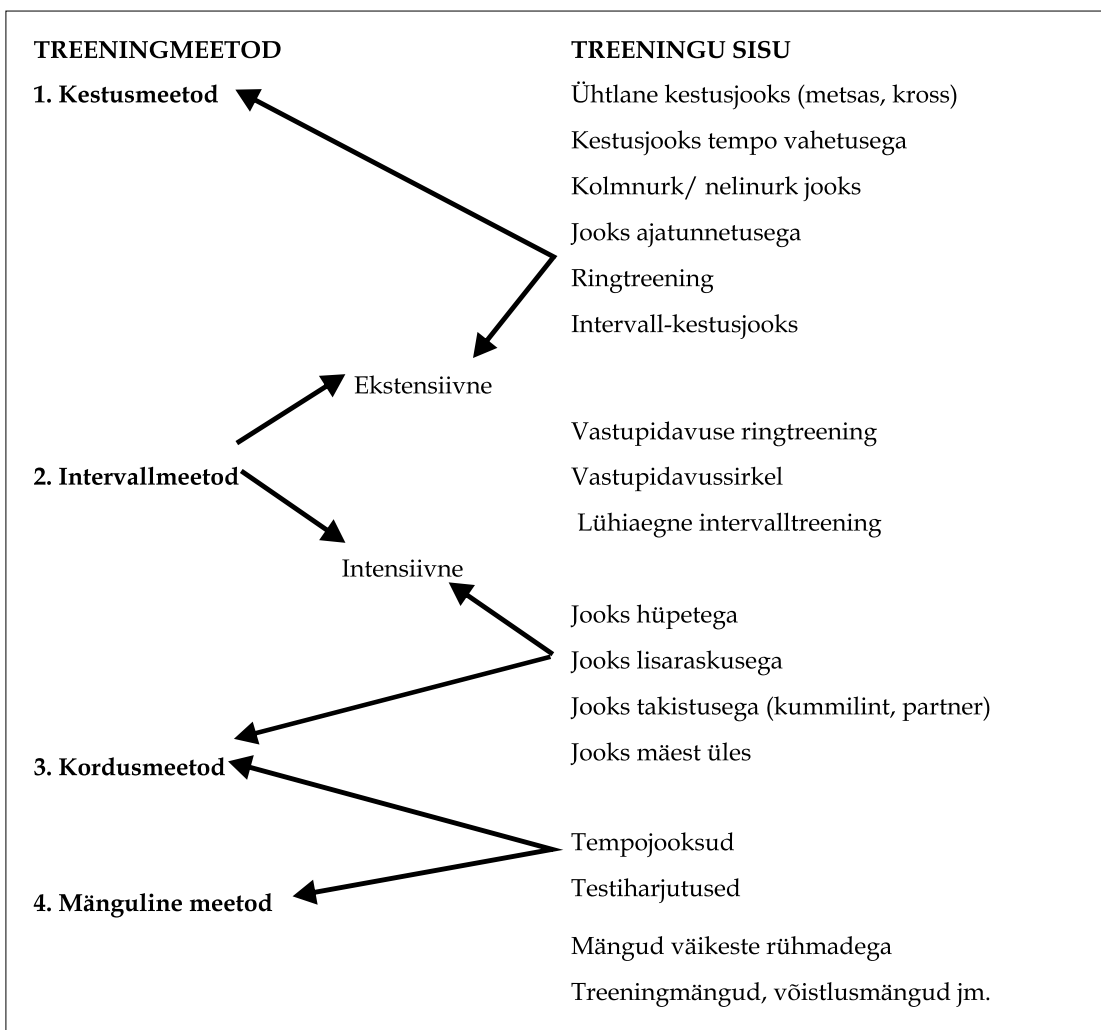 TREENINGMEETOD
TREENINGU SISU
1. Kestusmeetod
Ühtlane kestusjooks (metsas, kross)
Kestusjooks tempo vahetusega
Kolmnurk/ nelinurk jooks
Jooks ajatunnetusega
Ringtreening
Intervall-kestusjooks
Ekstensiivne
Vastupidavuse ringtreening
2. Intervallmeetod
Vastupidavussirkel
Lühiaegne intervalltreening
Intensiivne
Jooks hüpetega
Jooks lisaraskusega
Jooks takistusega (kummilint, partner)
Jooks mäest üles
3. Kordusmeetod
Tempojooksud
Testiharjutused
4. Mänguline meetod
Mängud väikeste rühmadega
Treeningmängud, võistlusmängud jm.